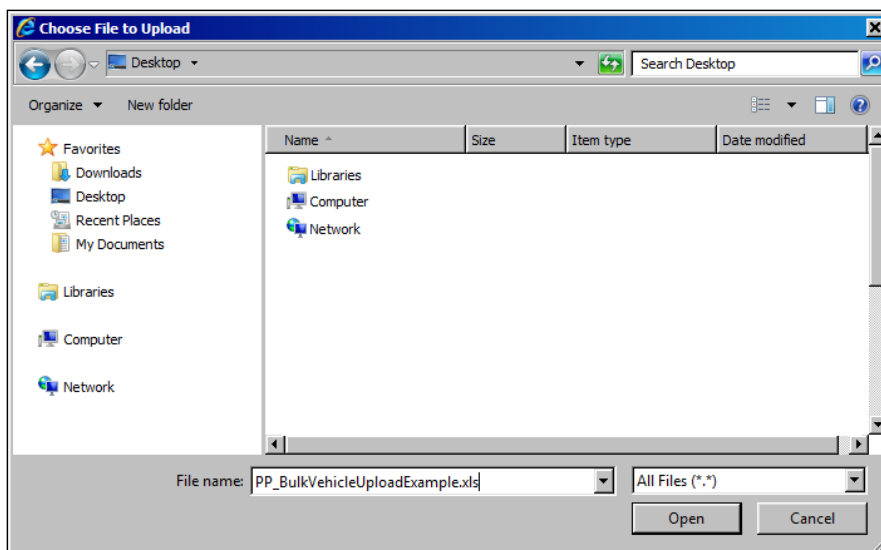 Choose File to Upload
Desktop
Search Desktop
Organize New folder
Name Size Item type Date modified
Favorites
Downloads
Desktop
Recent Places
My Documents
Libraries
Computer
Network
Libraries
Computer
Network
File name: PP_BulkVehicleUploadExample.xls All Files (*.*)
Open Cancel